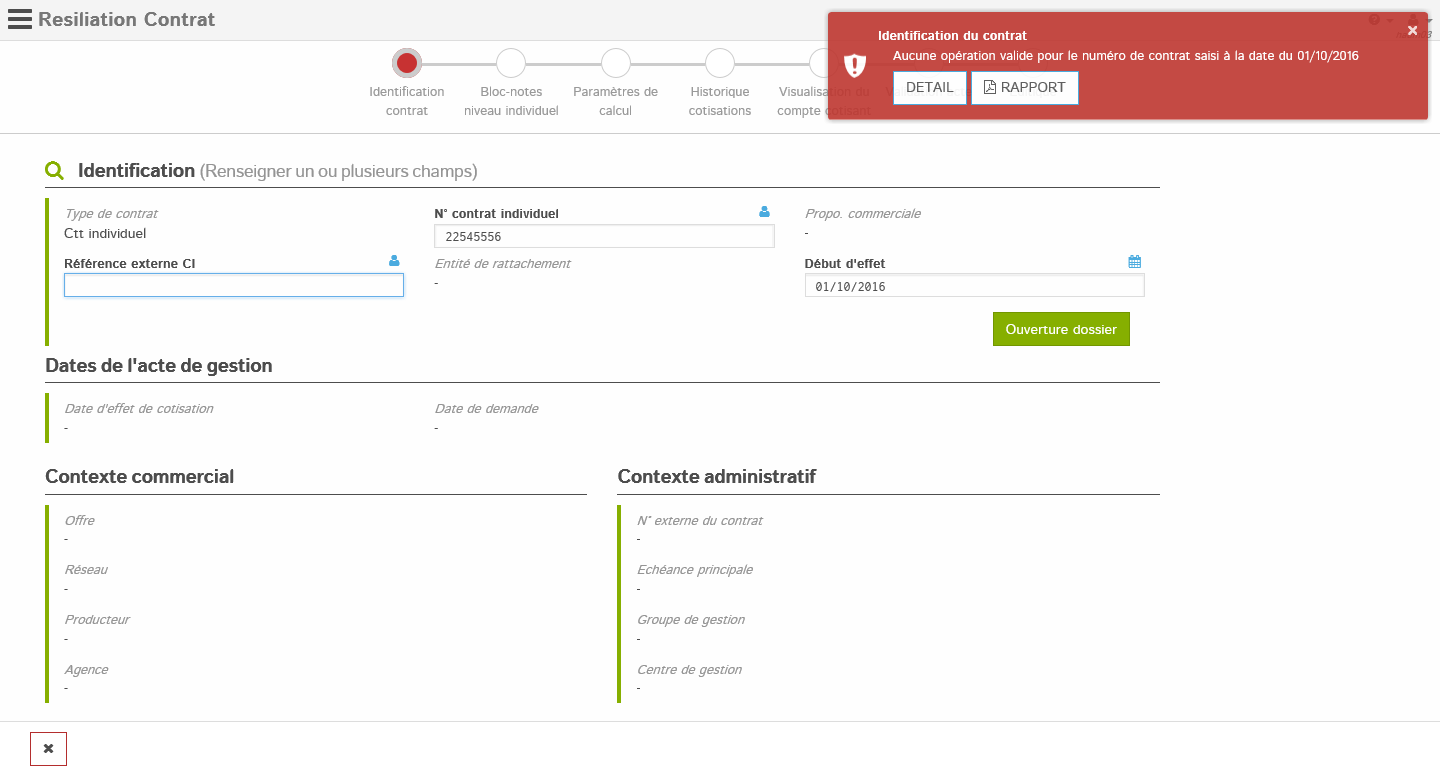 Resiliation Contrat
Identification du contrat
Aucune opération valide pour le numéro de contrat saisi à la date du 01/10/2016
DETAIL
RAPPORT
Identification contrat
Bloc-notes niveau individuel
Paramètres de calcul
Historique cotisations
Visualisation du compte cotisant
Identification (Renseigner un ou plusieurs champs)
Type de contrat
Ctt individuel
N° contrat individuel
22545556
Propo. commerciale
-
Référence externe CI
Entité de rattachement
-
Début d'effet
01/10/2016
Ouverture dossier
Dates de l'acte de gestion
Date d'effet de cotisation
-
Date de demande
-
Contexte commercial
Offre
-
Réseau
-
Producteur
-
Agence
-
Contexte administratif
N° externe du contrat
-
Echéance principale
-
Groupe de gestion
-
Centre de gestion
-